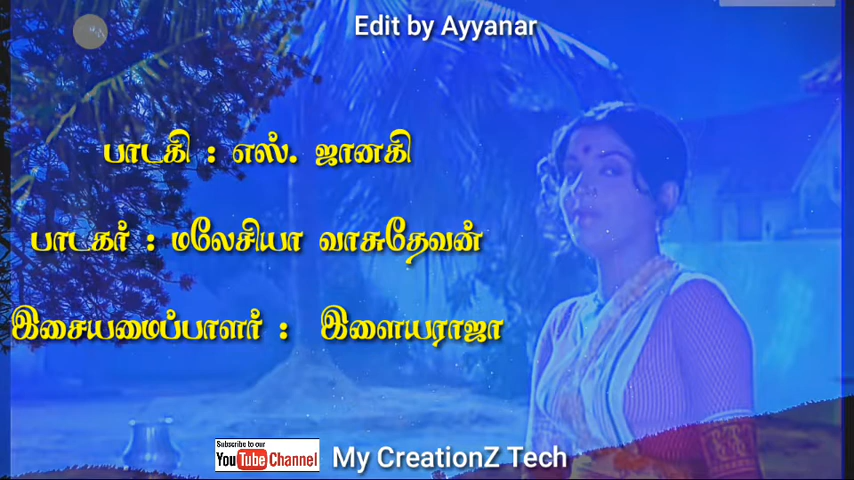 Edit by Ayyanar
பாடகி : எஸ். ஜானகி
பாடகர் : மலேசியா வாசுதேவன்
இசையமைப்பாளர் : இளையராஜா
Subscribe to our
YouTube Channel
My CreationZ Tech